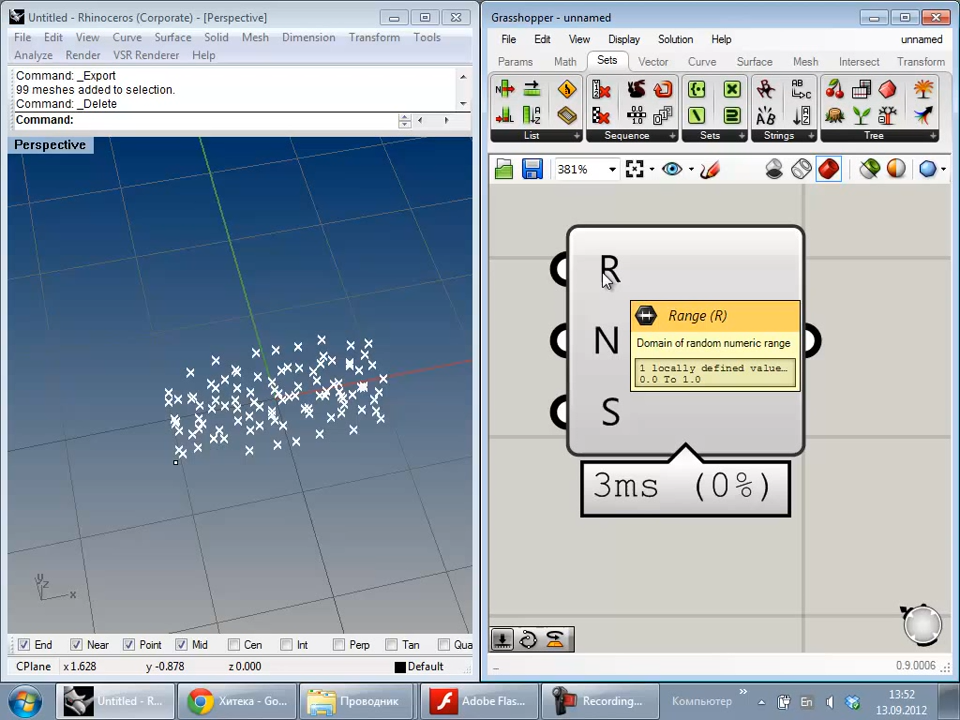 Untitled - Rhinoceros (Corporate) - [Perspective]
File Edit View Curve Surface Solid Mesh Dimension Transform Tools
Analyze Render VSR Renderer Help
Command: _Export
99 meshes added to selection.
Command: _Delete
Command:
Perspective
y
z
x
End Near Point Mid Cen Int Perp Tan Qua
CPlane x 1.628 y -0.878 z 0.000 Default
Grasshopper - unnamed
File Edit View Display Solution Help unnamed
Params Math Sets Vector Curve Surface Mesh Intersect Transform
List Sequence Sets Strings Tree
381%
R
N
S
Range (R)
Domain of random numeric range
1 locally defined value...
0.0 To 1.0
3ms (0%)
0.9.0006
Untitled - R... Хитека - Go... Проводник Adobe Flas... Recording... Компьютер » EN 13:52
13.09.2012